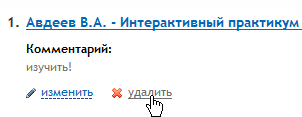 1. Авдеев В.А. - Интерактивный практикум
Комментарий:
изучить!
изменить удалить